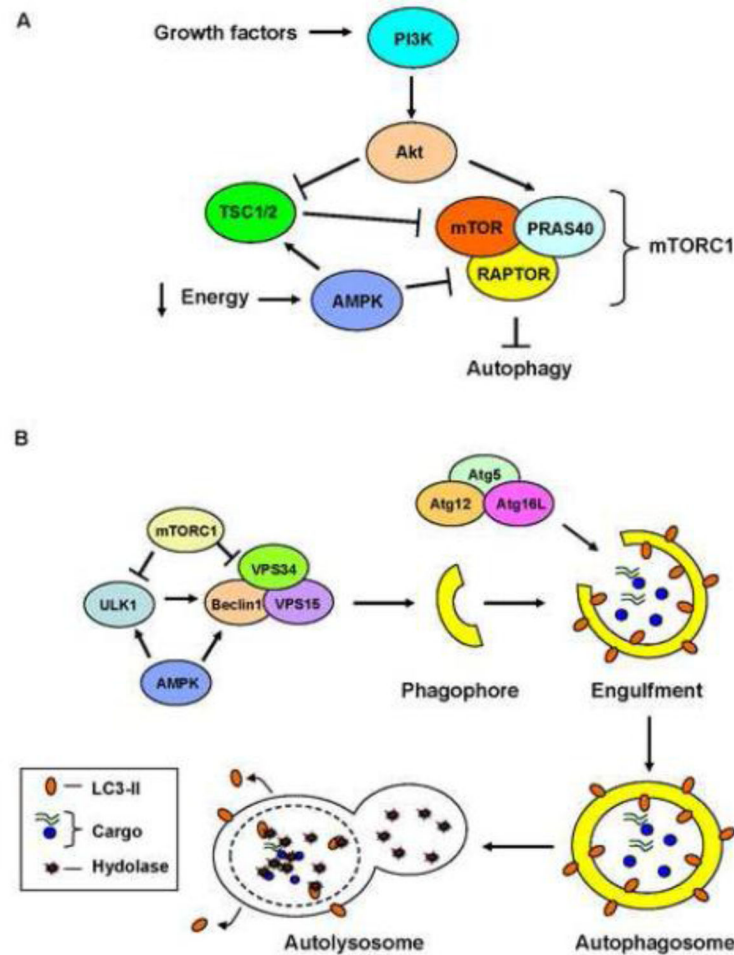 A
Growth factors
PI3K
Akt
TSC1/2
mTOR
PRAS40
mTORC1
RAPTOR
Energy
AMPK
Autophagy
B
Atg5
Atg12
Atg16L
mTORC1
VPS34
ULK1
Beclin1
VPS15
AMPK
Phagophore
Engulfment
LC3-II
Cargo
Hydolase
Autolysosome
Autophagosome